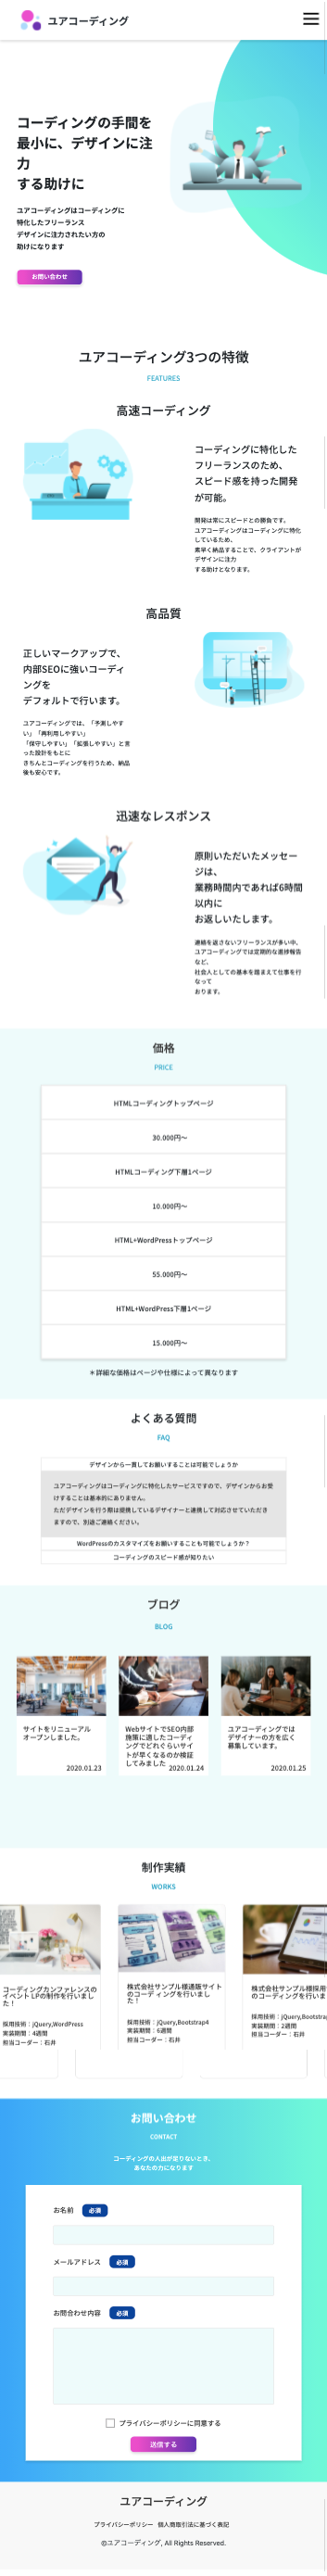 ユアコーディング
コーディングの手間を
最小に、デザインに注
力
する助けに
ユアコーディングはコーディングに
特化したフリーランス
デザインに注力されたい方の
助けになります
お問い合わせ
ユアコーディング3つの特徴
FEATURES
高速コーディング
コーディングに特化した
フリーランスのため、
スピード感を持った開発
が可能。
開発は常にスピードとの勝負です。
ユアコーディングはコーディングに特化
しているため、
素早く納品することで、クライアントが
デザインに注力
する助けとなります。
高品質
正しいマークアップで、
内部SEOに強いコーディ
ングを
デフォルトで行います。
ユアコーディングでは、「予測しやす
い」「再利用しやすい」
「保守しやすい」「拡張しやすい」と言
った設計をもとに
きちんとコーディングを行うため、納品
後も安心です。
迅速なレスポンス
原則いただいたメッセー
ジは、
業務時間内であれば6時間
以内に
お返しいたします。
連絡を返さないフリーランスが多い中、
ユアコーディングでは定期的な進捗報告
など、
社会人としての基本を踏まえて仕事を行
なって
おります。
価格
PRICE
HTMLコーディングトップページ
30.000円〜
HTMLコーディング下層1ページ
10.000円〜
HTML+WordPressトップページ
55.000円〜
HTML+WordPress下層1ページ
15.000円〜
＊詳細な価格はページや仕様によって異なります
よくある質問
FAQ
デザインから一貫してお願いすることは可能でしょうか
ユアコーディングはコーディングに特化したサービスですので、デザインからお受
けすることは基本的にありません。
ただデザインを行う際は提携しているデザイナーと連携して対応させていただき
ますので、別途ご連絡ください。
WordPressのカスタマイズをお願いすることも可能でしょうか？
コーディングのスピード感が知りたい
ブログ
BLOG
サイトをリニューアル
オープンしました。
2020.01.23
WebサイトでSEO内部
施策に適したコーディ
ングでどれぐらいサイ
トが早くなるのか検証
してみました
2020.01.24
ユアコーディングでは
デザイナーの方を広く
募集しています。
2020.01.25
制作実績
WORKS
コーディングカンファレンスの
イベント LPの制作を行いまし
た！
採用技術：jQuery,WordPress
実装期間：4週間
担当コーダー：石井
株式会社サンプル様通販サイト
のコーディングを行いまし
た！
採用技術：jQuery,Bootstrap4
実装期間：6週間
担当コーダー：石井
株式会社サンプル様採用
のコーディングを行いま
採用技術：jQuery,Bootstrap
実装期間：2週間
担当コーダー：石井
お問い合わせ
CONTACT
コーディングの人出が足りないとき、
あなたの力になります
お名前 必須
メールアドレス 必須
お問合わせ内容 必須
プライバシーポリシーに同意する
送信する
ユアコーディング
プライバシーポリシー 個人商取引法に基づく表記
©ユアコーディング, All Rights Reserved.